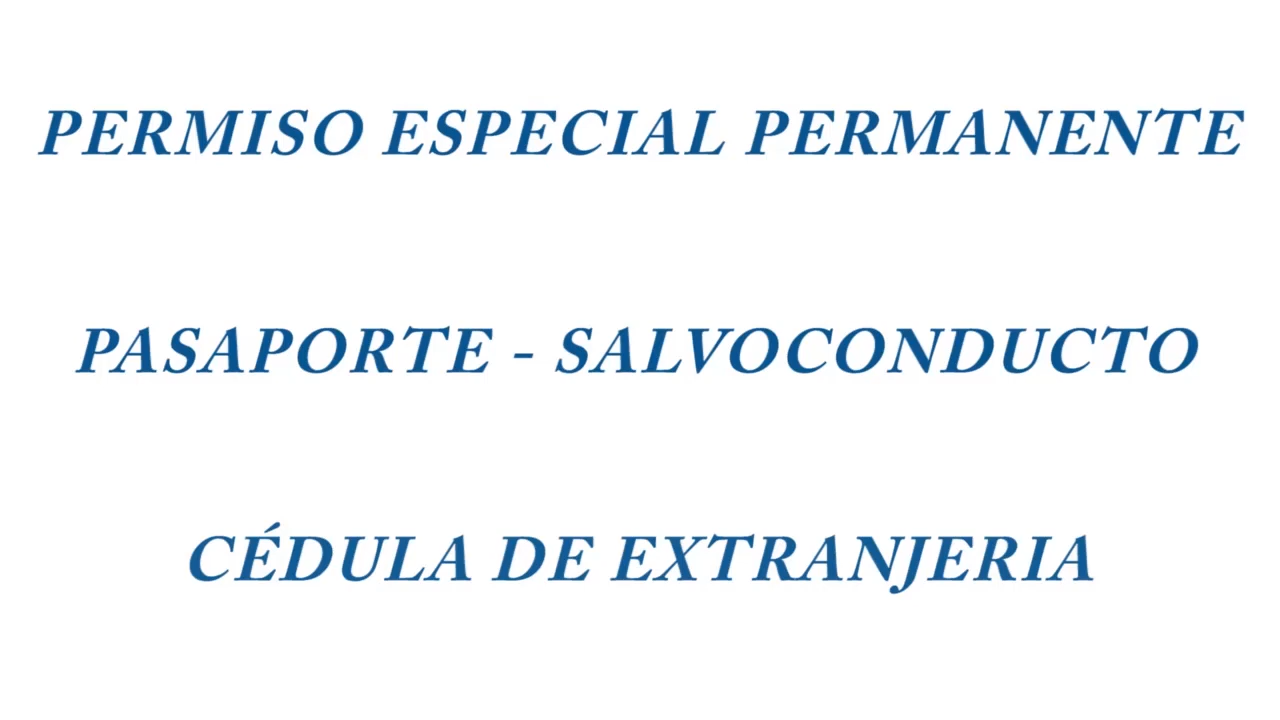 PERMISO ESPECIAL PERMANENTE
PASAPORTE - SALVOCONDUCTO
CÉDULA DE EXTRANJERIA